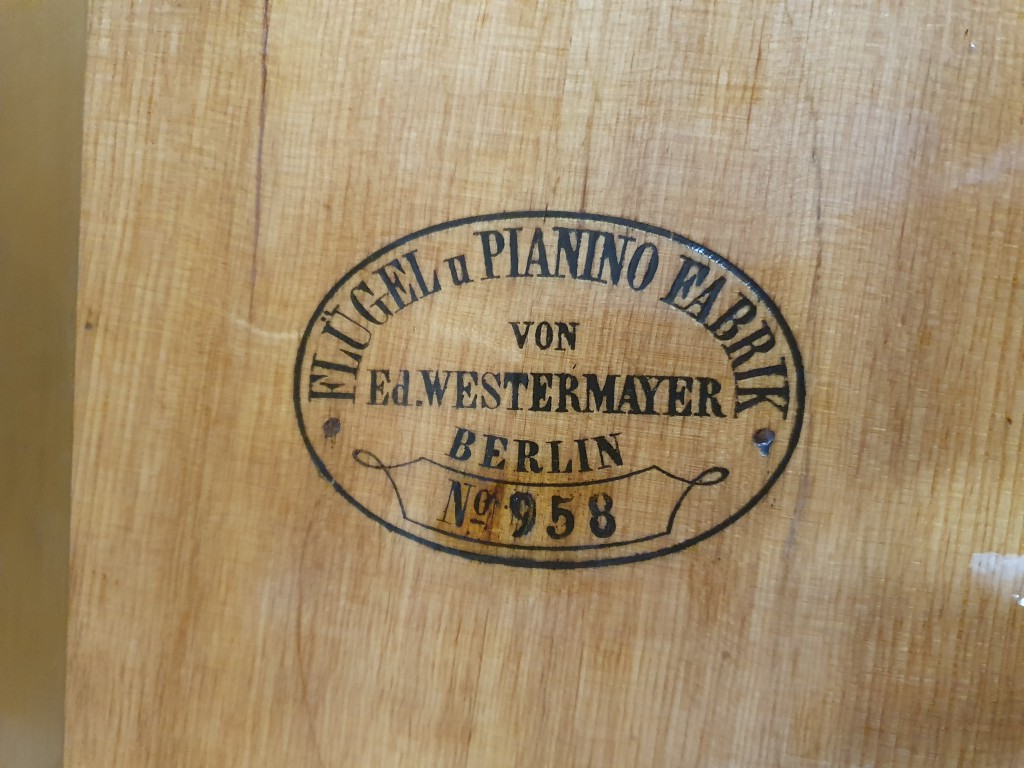 FLÜGEL u PIANINO FABRIK
VON
Ed. WESTERMAYER
BERLIN
No 958